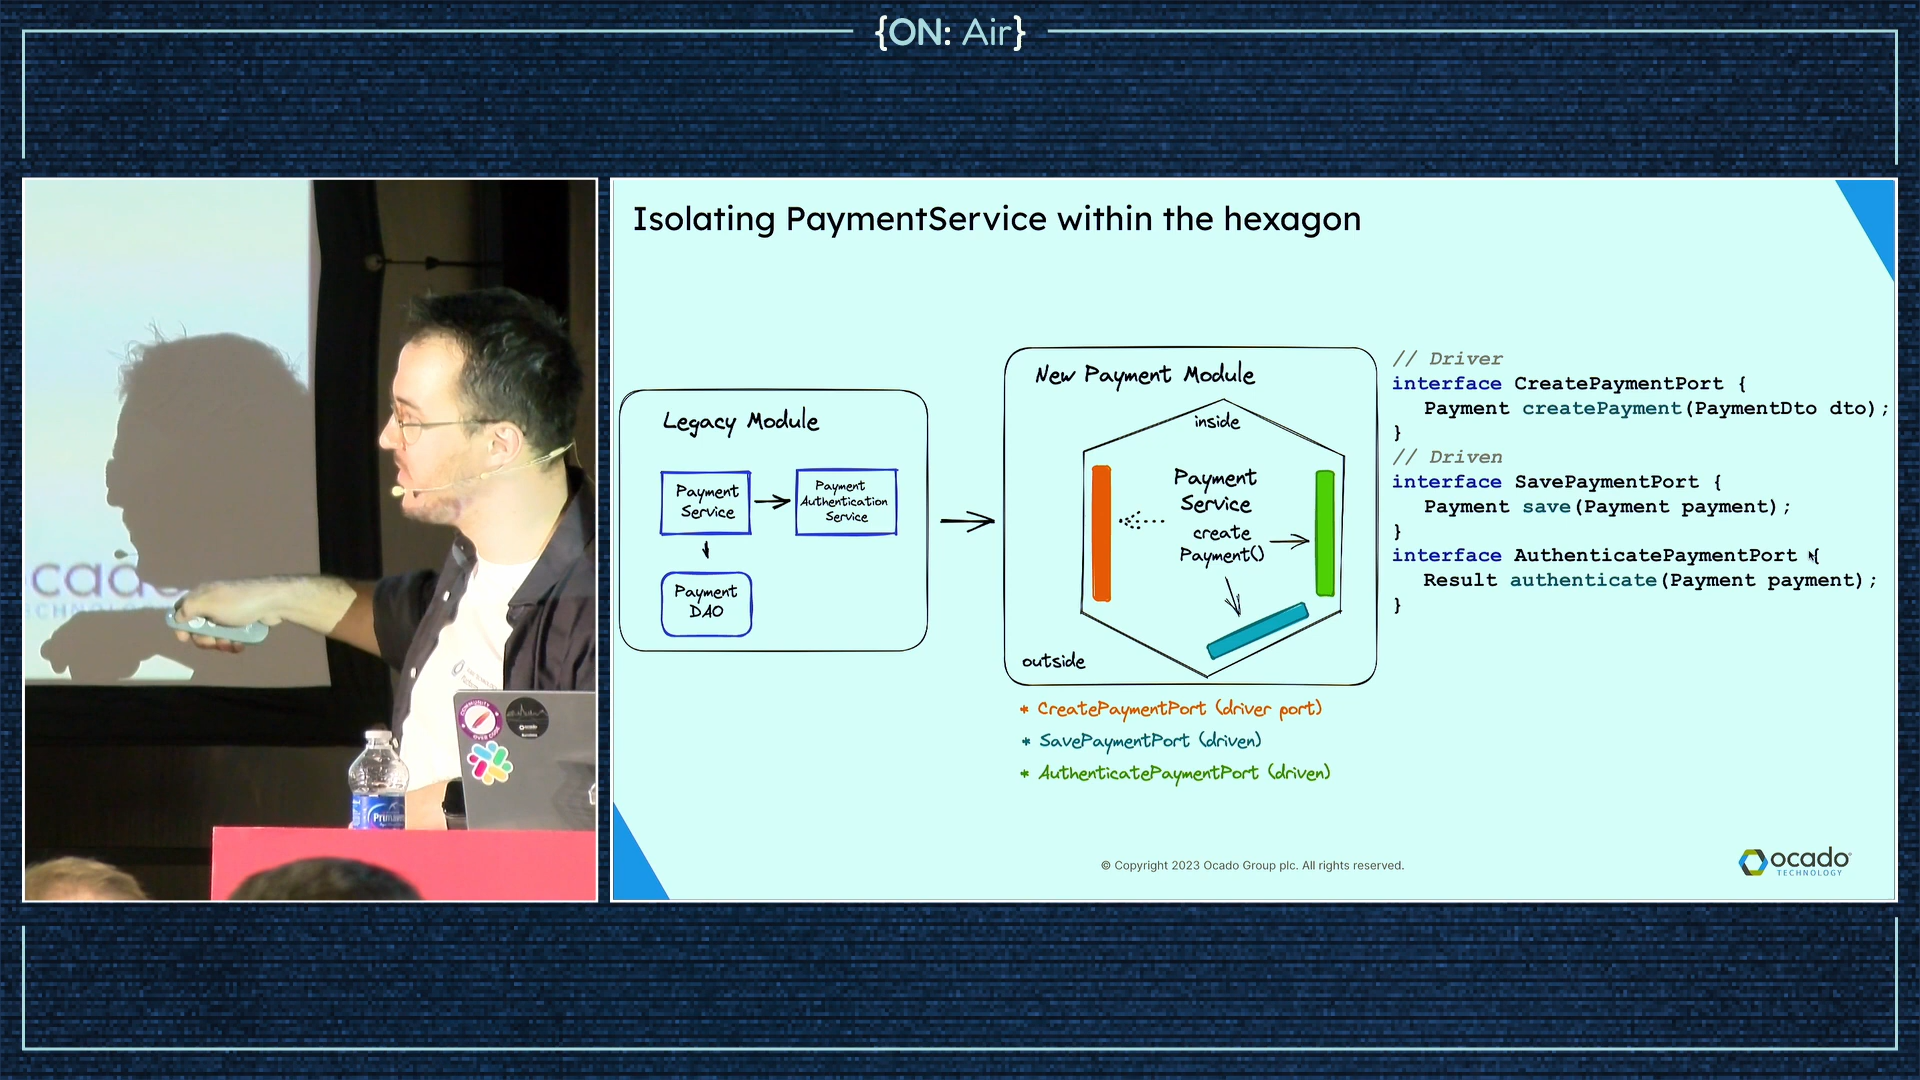 {ON: Air}
Isolating PaymentService within the hexagon
Legacy Module
Payment
Service
Payment
Authentication
Service
Payment
DAO
New Payment Module
inside
Payment
Service
create
Payment()
outside
* CreatePaymentPort (driver port)
* SavePaymentPort (driven)
* AuthenticatePaymentPort (driven)
// Driver
interface CreatePaymentPort {
Payment createPayment(PaymentDto dto);
}
// Driven
interface SavePaymentPort {
Payment save(Payment payment);
}
interface AuthenticatePaymentPort {
Result authenticate(Payment payment);
}
© Copyright 2023 Ocado Group plc. All rights reserved.
ocado
TECHNOLOGY
COMMUNITY
OVER CODE